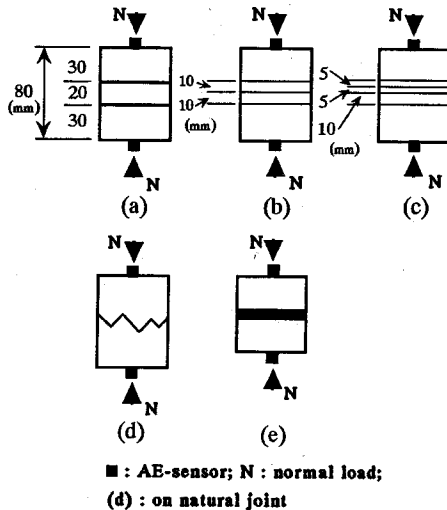 N N N
30
80 20
(mm) 30
10
10
(mm)
5
5
10
(mm)
N N N
(a) (b) (c)
N N
N N
(d) (e)
■ : AE-sensor; N : normal load;
(d) : on natural joint